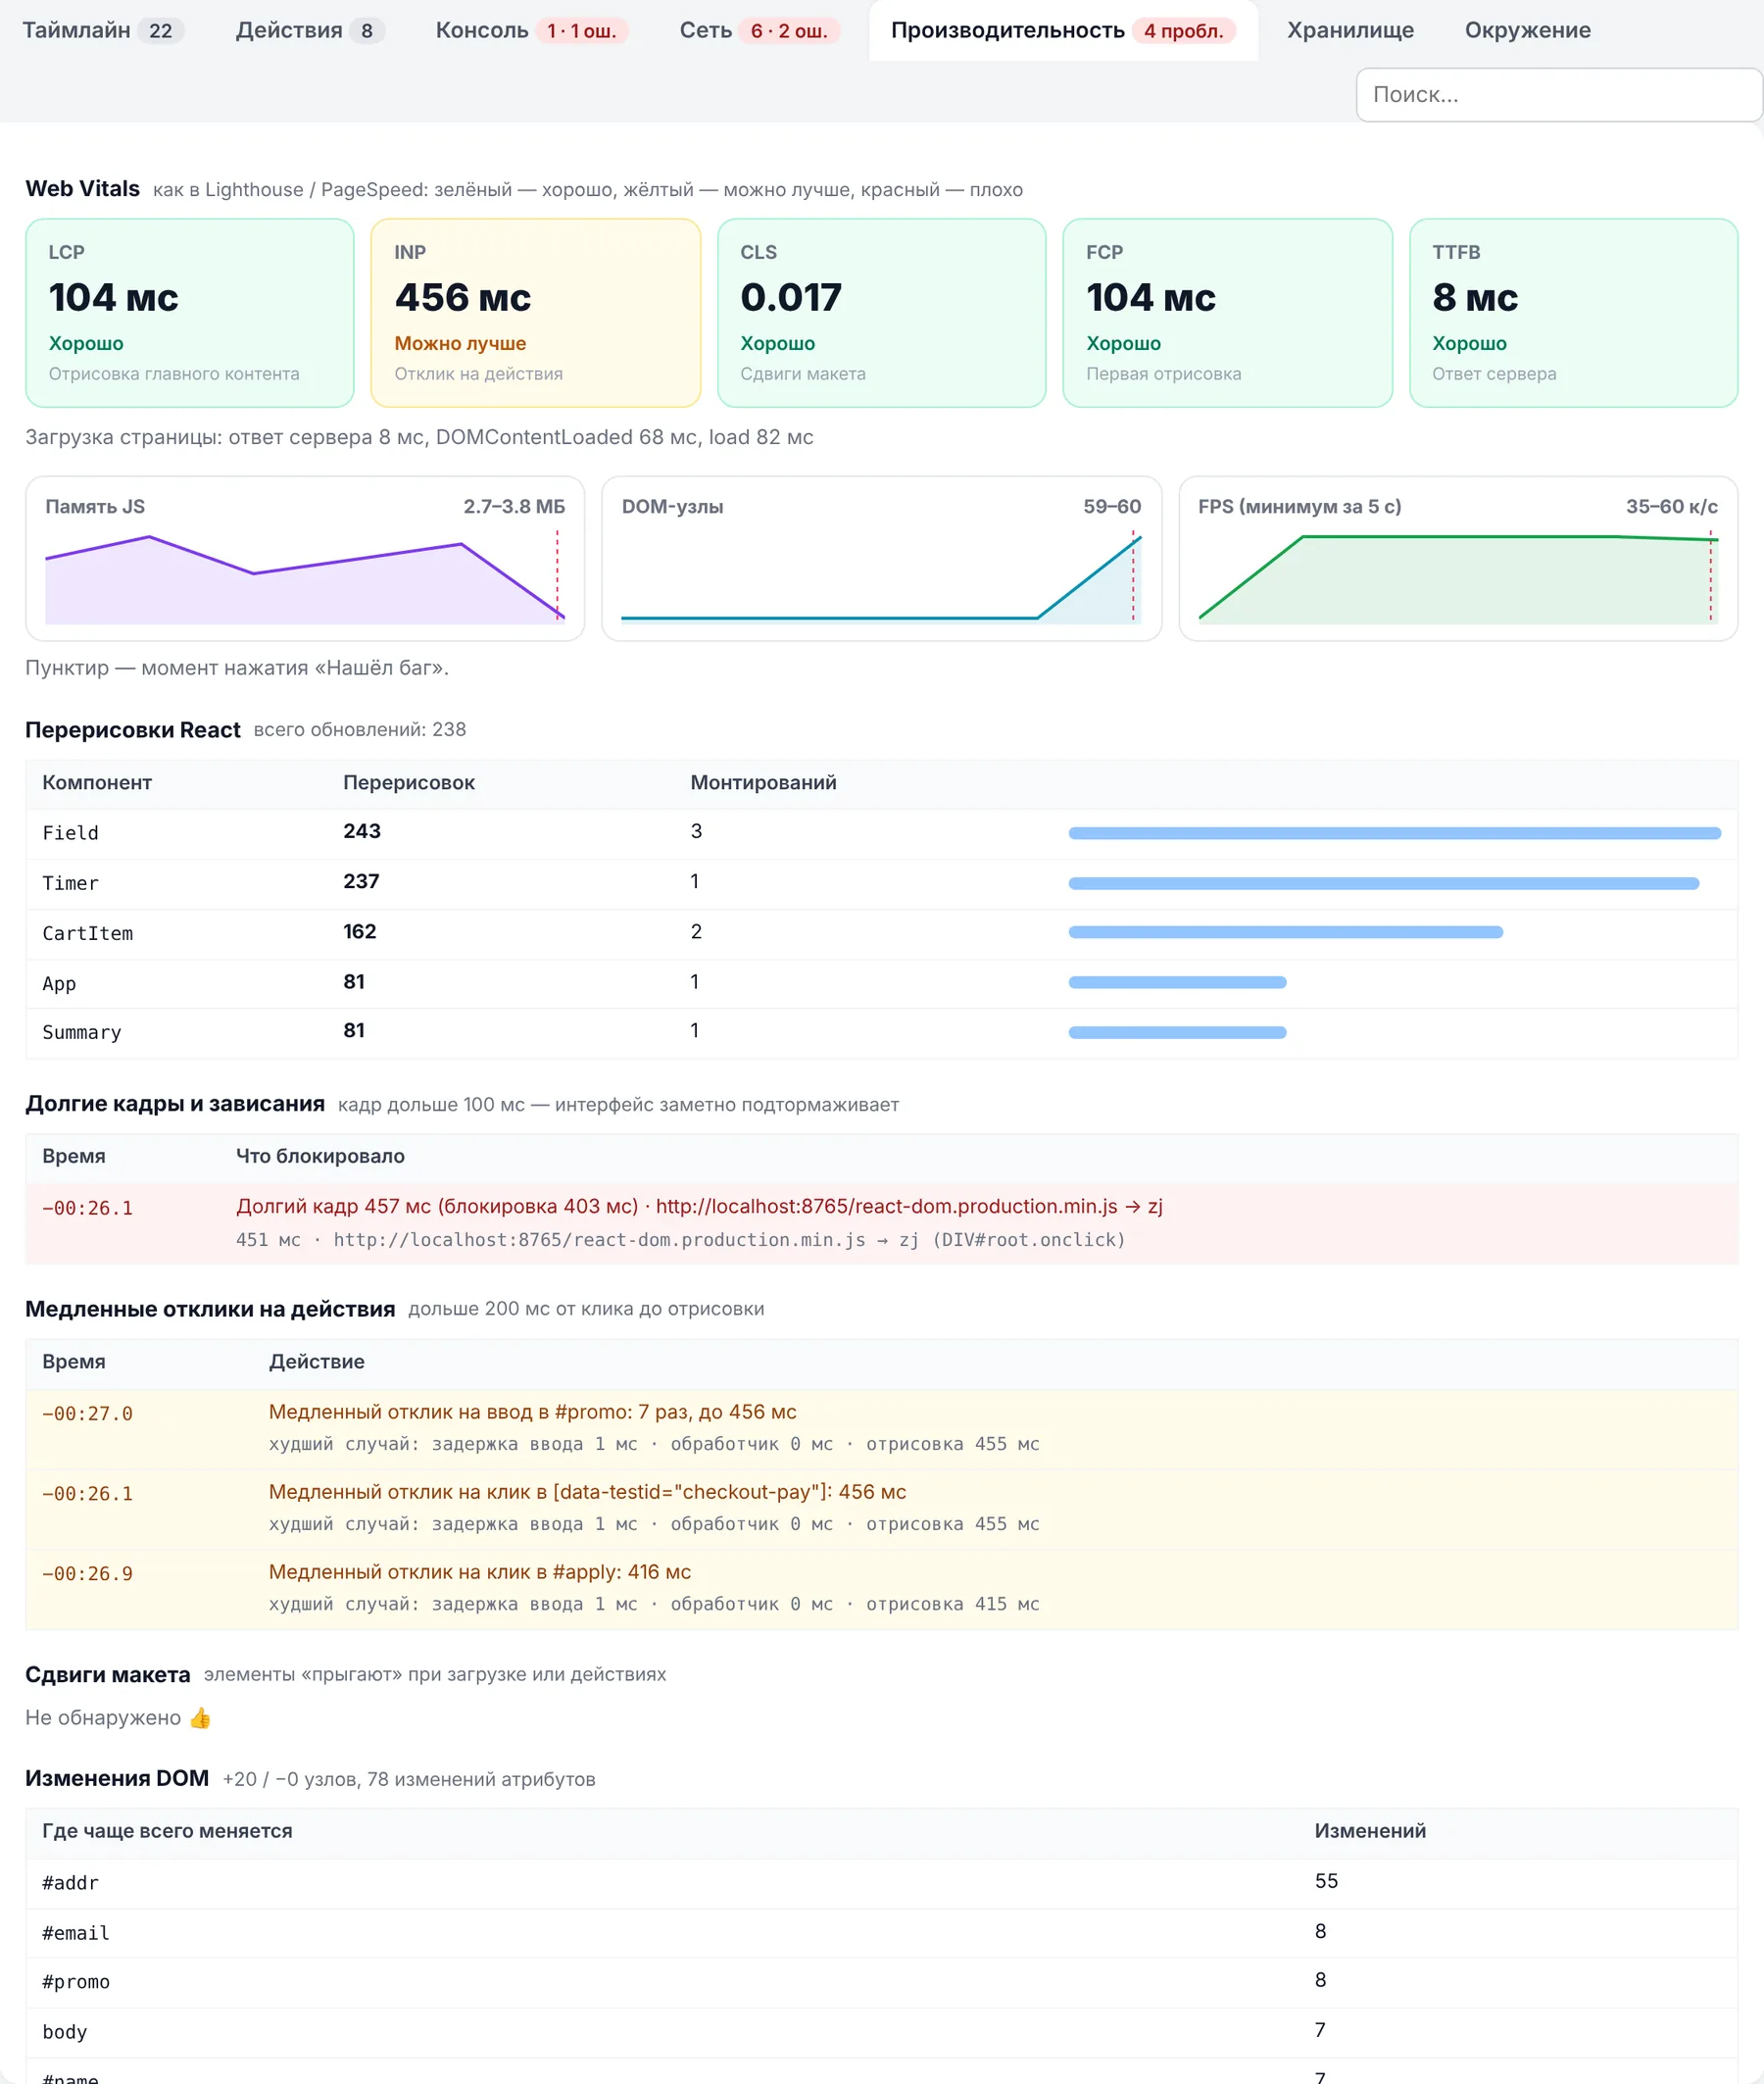 Таймлайн 22 Действия 8 Консоль 1 · 1 ош. Сеть 6 · 2 ош. Производительность 4 пробл. Хранилище Окружение
Поиск...
Web Vitals как в Lighthouse / PageSpeed: зелёный — хорошо, жёлтый — можно лучше, красный — плохо
LCP
104 мс
Хорошо
Отрисовка главного контента
INP
456 мс
Можно лучше
Отклик на действия
CLS
0.017
Хорошо
Сдвиги макета
FCP
104 мс
Хорошо
Первая отрисовка
TTFB
8 мс
Хорошо
Ответ сервера
Загрузка страницы: ответ сервера 8 мс, DOMContentLoaded 68 мс, load 82 мс
Память JS 2.7–3.8 МБ
DOM-узлы 59–60
FPS (минимум за 5 с) 35–60 к/с
Пунктир — момент нажатия «Нашёл баг».
Перерисовки React всего обновлений: 238
Компонент Перерисовок Монтирований
Field 243 3
Timer 237 1
CartItem 162 2
App 81 1
Summary 81 1
Долгие кадры и зависания кадр дольше 100 мс — интерфейс заметно подтормаживает
Время Что блокировало
−00:26.1 Долгий кадр 457 мс (блокировка 403 мс) · http://localhost:8765/react-dom.production.min.js → zj
451 мс · http://localhost:8765/react-dom.production.min.js → zj (DIV#root.onclick)
Медленные отклики на действия дольше 200 мс от клика до отрисовки
Время Действие
−00:27.0 Медленный отклик на ввод в #promo: 7 раз, до 456 мс
худший случай: задержка ввода 1 мс · обработчик 0 мс · отрисовка 455 мс
−00:26.1 Медленный отклик на клик в [data-testid="checkout-pay"]: 456 мс
худший случай: задержка ввода 1 мс · обработчик 0 мс · отрисовка 455 мс
−00:26.9 Медленный отклик на клик в #apply: 416 мс
худший случай: задержка ввода 1 мс · обработчик 0 мс · отрисовка 415 мс
Сдвиги макета элементы «прыгают» при загрузке или действиях
Не обнаружено 👍
Изменения DOM +20 / −0 узлов, 78 изменений атрибутов
Где чаще всего меняется Изменений
#addr 55
#email 8
#promo 8
body 7
#name 7